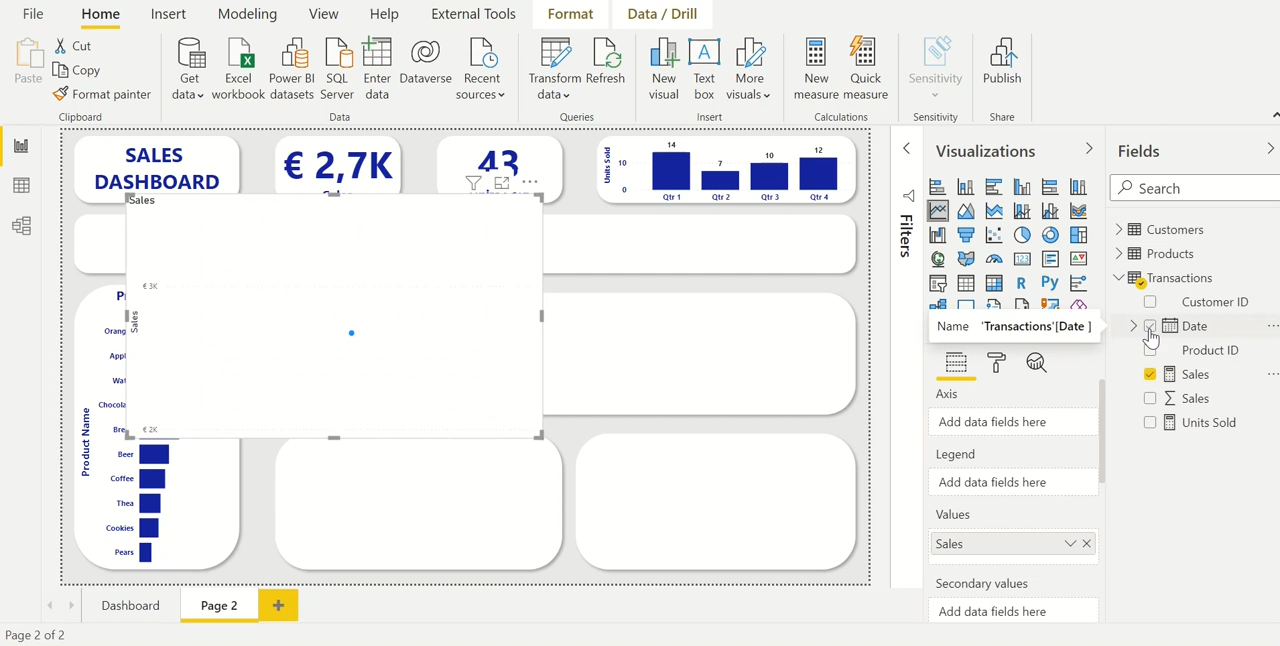 File Home Insert Modeling View Help External Tools Format Data / Drill
Paste
Cut
Copy
Format painter
Clipboard
Get data
Excel workbook
Power BI datasets
SQL Server
Enter data
Dataverse
Recent sources
Data
Transform data
Refresh
Queries
New visual
Text box
More visuals
Insert
New measure
Quick measure
Calculations
Sensitivity
Sensitivity
Publish
Share
SALES
DASHBOARD
€ 2,7K
43
Units Sold
10
0
14
7
10
12
Qtr 1 Qtr 2 Qtr 3 Qtr 4
Sales
€ 3K
Sales
€ 2K
Product Name
Beer
Coffee
Thea
Cookies
Pears
Filters
Visualizations
R
Py
123
Name 'Transactions'[Date ]
Axis
Add data fields here
Legend
Add data fields here
Values
Sales
Secondary values
Add data fields here
Fields
Search
Customers
Products
Transactions
Customer ID
Date
Product ID
Sales
Sales
Units Sold
Dashboard
Page 2
Page 2 of 2